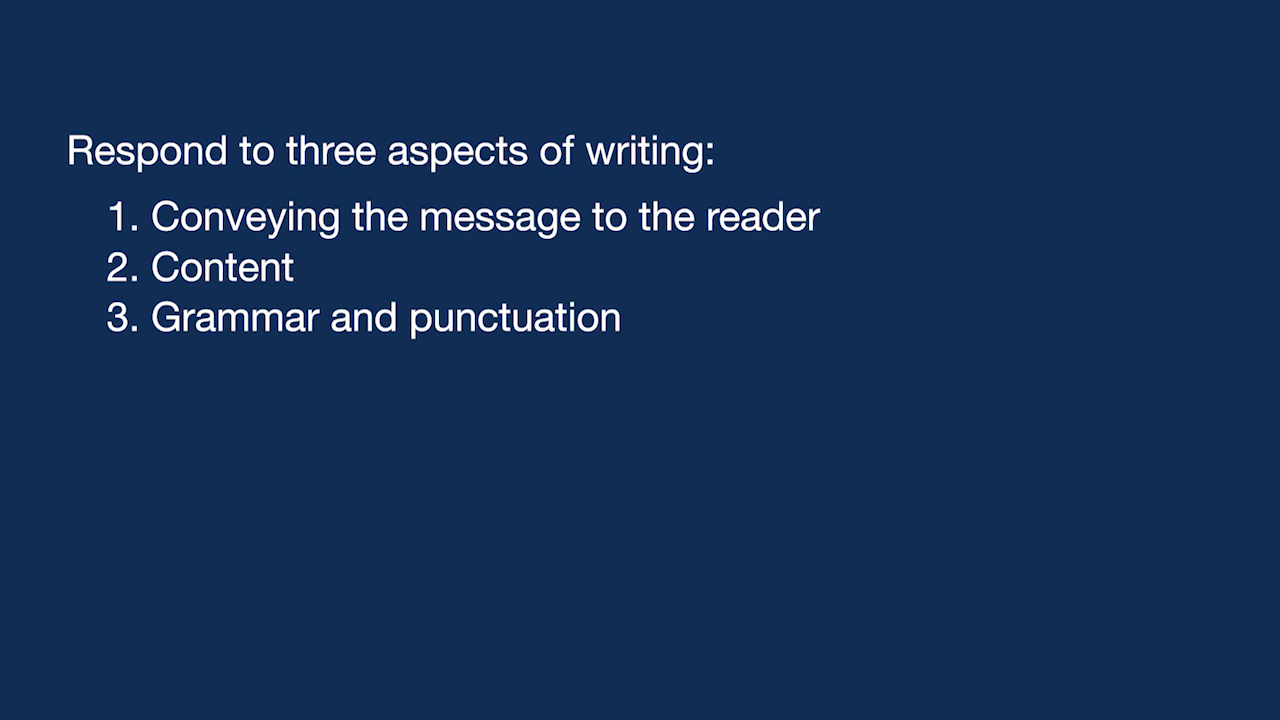 Respond to three aspects of writing:
1. Conveying the message to the reader
2. Content
3. Grammar and punctuation